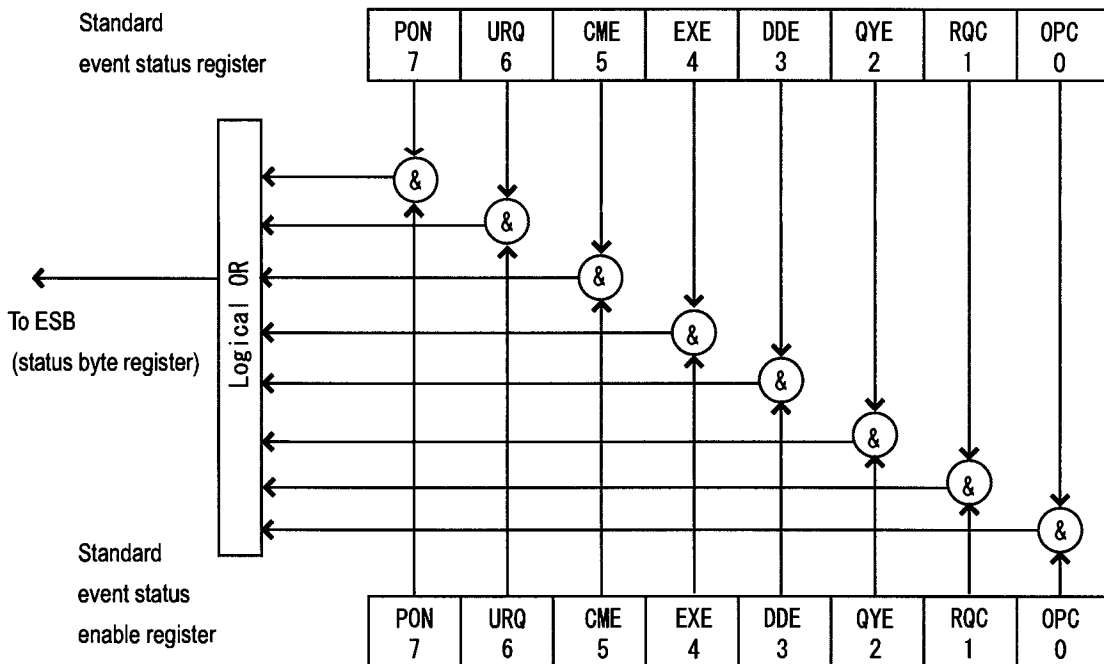 Standard
event status register
PON URQ CME EXE DDE QYE RQC OPC
7 6 5 4 3 2 1 0
&
&
&
&
&
&
&
&
Logical OR
To ESB
(status byte register)
Standard
event status
enable register
PON URQ CME EXE DDE QYE RQC OPC
7 6 5 4 3 2 1 0